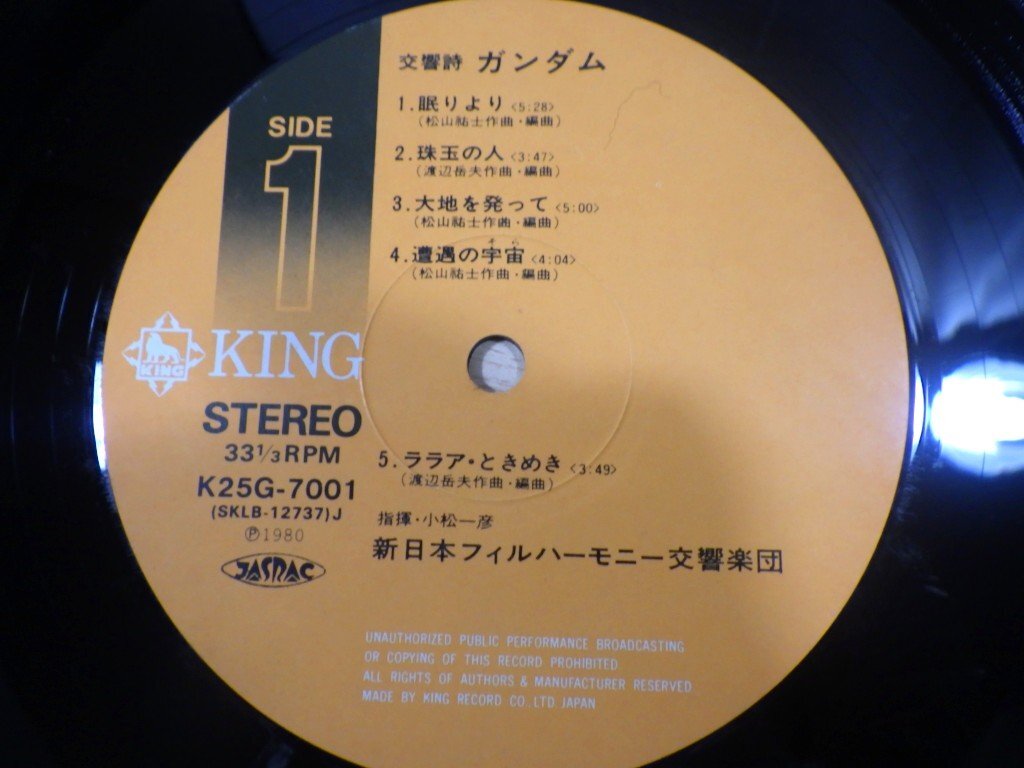 交響詩 ガンダム
SIDE
1
1.眠りより<5:28>
(松山祐士作曲・編曲)
2.珠玉の人<3:47>
(渡辺岳夫作曲・編曲)
3.大地を発って<5:00>
(松山祐士作曲・編曲)
そら
4.遭遇の宇宙<4:04>
(松山祐士作曲・編曲)
KING
KING
STEREO
33⅓RPM
K25G-7001
(SKLB-12737)J
Ⓟ1980
JASRAC
5.ララア・ときめき<3:49>
(渡辺岳夫作曲・編曲)
指揮・小松一彦
新日本フィルハーモニー交響楽団
UNAUTHORIZED PUBLIC PERFORMANCE BROADCASTING
OR COPYING OF THIS RECORD PROHIBITED
ALL RIGHTS OF AUTHORS & MANUFACTURER RESERVED
MADE BY KING RECORD CO., LTD. JAPAN